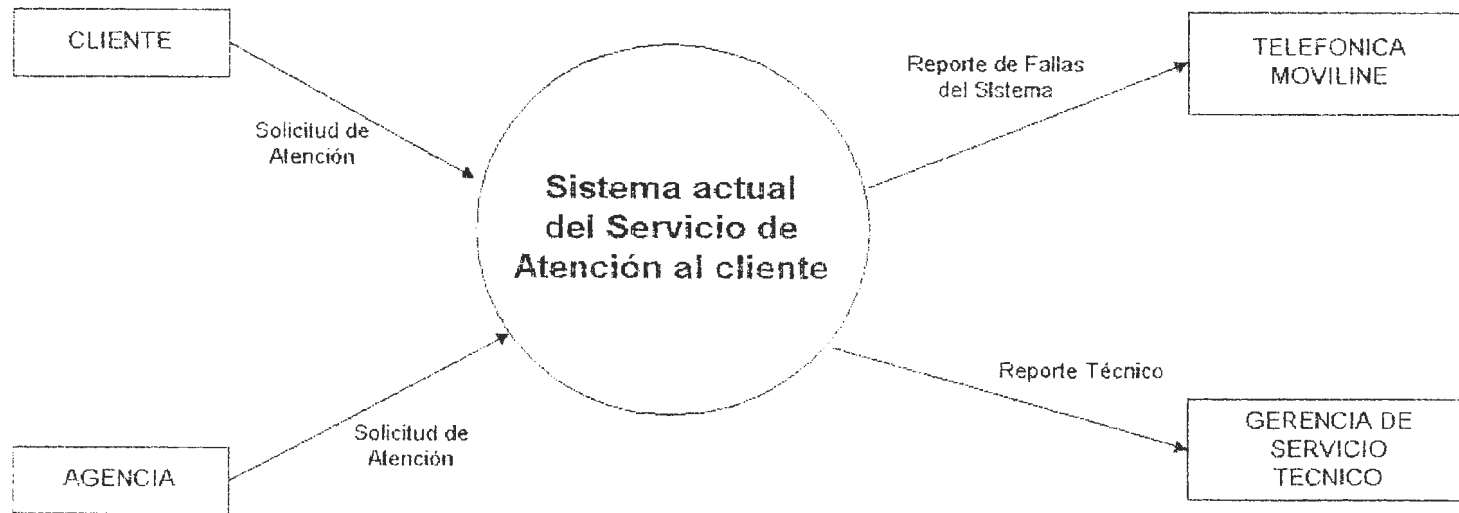 CLIENTE
Solicitud de
Atención
Sistema actual
del Servicio de
Atención al cliente
Reporte de Fallas
del Sistema
TELEFONICA
MOVILINE
AGENCIA
Solicitud de
Atención
Reporte Técnico
GERENCIA DE
SERVICIO
TECNICO